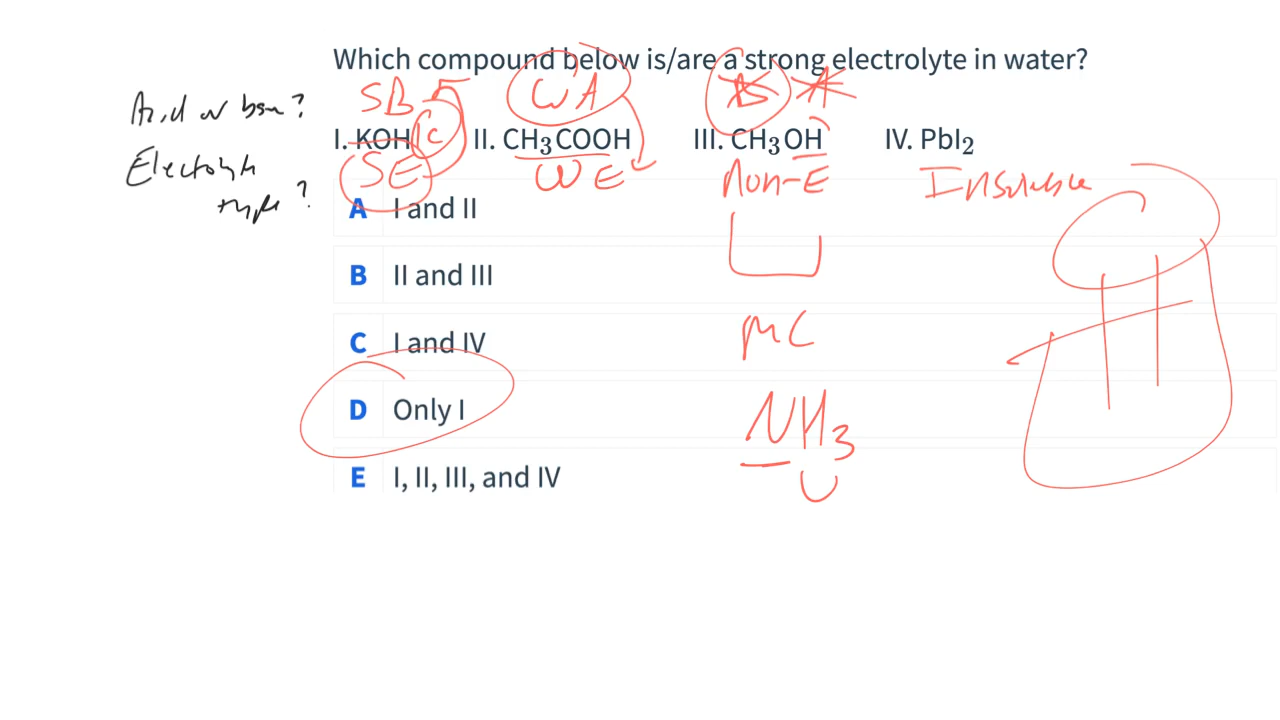 Which compound below is/are a strong electrolyte in water?
Acid or base?
SB
WA
B A
I. KOH IC II. CH₃COOH III. CH₃OH IV. PbI₂
Electrolyte
type?
SE
WE
Non-E
Insoluble
A I and II
B II and III
C I and IV
MC
D Only I
NH₃
E I, II, III, and IV